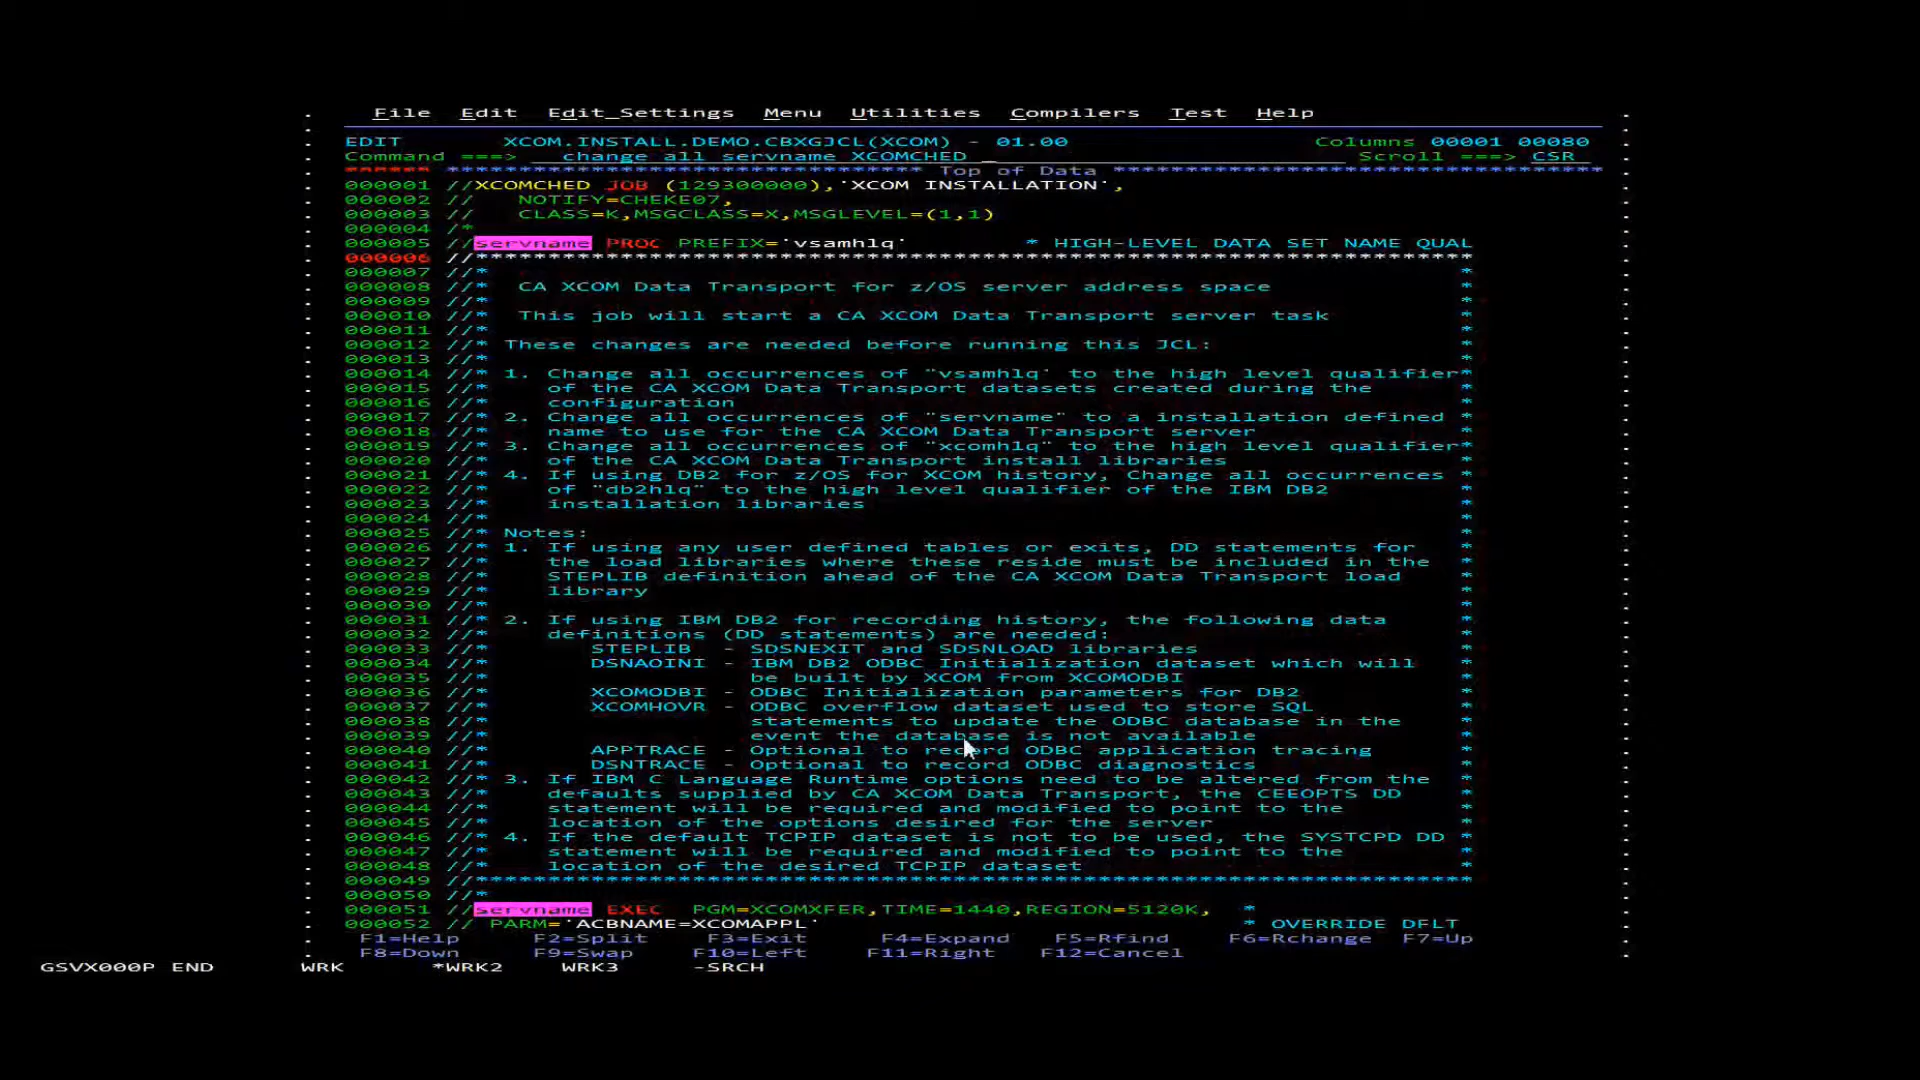 File  Edit  Edit_Settings  Menu  Utilities  Compilers  Test  Help
EDIT       XCOM.INSTALL.DEMO.CBXGJCL(XCOM) - 01.00                 Columns 00001 00080
Command ===> change all servname XCOMCHED _                           Scroll ===> CSR
****** ********************************* Top of Data ***********************************
000001 //XCOMCHED JOB (129300000),'XCOM INSTALLATION',
000002 //   NOTIFY=CHEKE07,
000003 //   CLASS=K,MSGCLASS=X,MSGLEVEL=(1,1)
000004 /*
000005 //servname PROC PREFIX='vsamhlq'        * HIGH-LEVEL DATA SET NAME QUAL
000006 //*********************************************************************
000007 //*                                                                   *
000008 //*  CA XCOM Data Transport for z/OS server address space             *
000009 //*                                                                   *
000010 //*  This job will start a CA XCOM Data Transport server task         *
000011 //*                                                                   *
000012 //* These changes are needed before running this JCL:                 *
000013 //*                                                                   *
000014 //* 1. Change all occurrences of "vsamhlq" to the high level qualifier*
000015 //*    of the CA XCOM Data Transport datasets created during the      *
000016 //*    configuration                                                  *
000017 //* 2. Change all occurrences of "servname" to a installation defined *
000018 //*    name to use for the CA XCOM Data Transport server              *
000019 //* 3. Change all occurrences of "xcomhlq" to the high level qualifier*
000020 //*    of the CA XCOM Data Transport install libraries                *
000021 //* 4. If using DB2 for z/OS for XCOM history, Change all occurrences *
000022 //*    of "db2hlq" to the high level qualifier of the IBM DB2         *
000023 //*    installation libraries                                         *
000024 //*                                                                   *
000025 //* Notes:                                                            *
000026 //* 1. If using any user defined tables or exits, DD statements for   *
000027 //*    the load libraries where these reside must be included in the  *
000028 //*    STEPLIB definition ahead of the CA XCOM Data Transport load    *
000029 //*    library                                                        *
000030 //*                                                                   *
000031 //* 2. If using IBM DB2 for recording history, the following data     *
000032 //*    definitions (DD statements) are needed:                        *
000033 //*       STEPLIB  - SDSNEXIT and SDSNLOAD libraries                  *
000034 //*       DSNAOINI - IBM DB2 ODBC Initialization dataset which will   *
000035 //*                  be built by XCOM from XCOMODBI                   *
000036 //*       XCOMODBI - ODBC Initialization parameters for DB2           *
000037 //*       XCOMHOVR - ODBC overflow dataset used to store SQL          *
000038 //*                  statements to update the ODBC database in the    *
000039 //*                  event the database is not available              *
000040 //*       APPTRACE - Optional to record ODBC application tracing      *
000041 //*       DSNTRACE - Optional to record ODBC diagnostics              *
000042 //* 3. If IBM C Language Runtime options need to be altered from the  *
000043 //*    defaults supplied by CA XCOM Data Transport, the CEEOPTS DD    *
000044 //*    statement will be required and modified to point to the        *
000045 //*    location of the options desired for the server                 *
000046 //* 4. If the default TCPIP dataset is not to be used, the SYSTCPD DD *
000047 //*    statement will be required and modified to point to the        *
000048 //*    location of the desired TCPIP dataset                          *
000049 //*********************************************************************
000050 //*
000051 //servname EXEC  PGM=XCOMXFER,TIME=1440,REGION=5120K,  *
000052 // PARM='ACBNAME=XCOMAPPL'                               * OVERRIDE DFLT
F1=Help     F2=Split    F3=Exit     F4=Expand   F5=Rfind    F6=Rchange  F7=Up
F8=Down     F9=Swap     F10=Left    F11=Right   F12=Cancel
GSVX000P END      WRK      *WRK2    WRK3     -SRCH